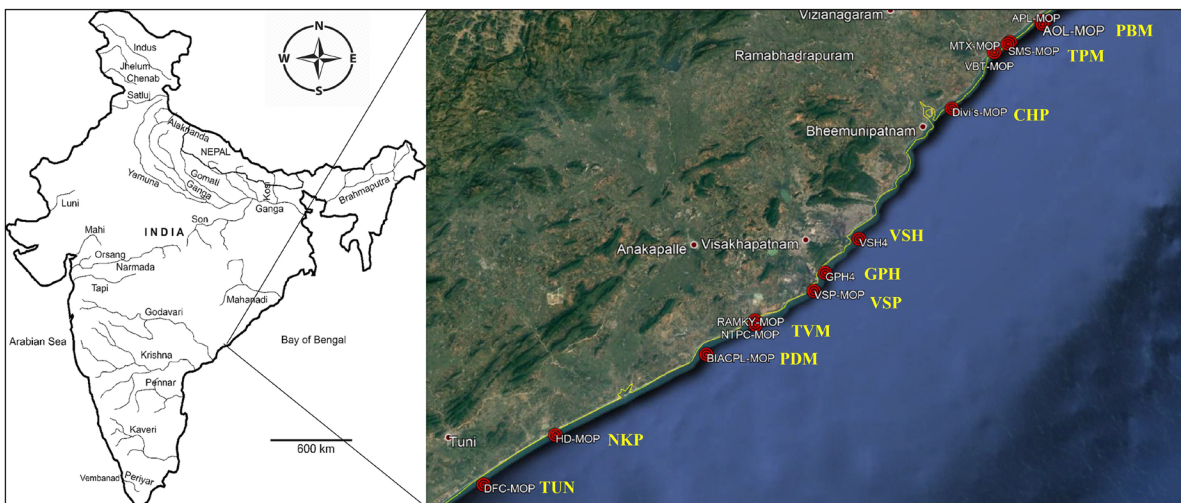 Indus
Jhelum
Chenab
Satluj
Alaknanda
NEPAL
Gomati
Ganga
Yamuna
Kosi
Brahmaputra
Luni
Ganga
Son
Mahi
INDIA
Orsang
Narmada
Tapi
Mahanadi
Godavari
Arabian Sea
Bay of Bengal
Krishna
Pennar
Kaveri
600 km
Vembanad
Periyar
N
W
E
S
Vizianagaram
APL-MOP
AOL-MOP
PBM
MTX-MOP
SMS-MOP
TPM
Ramabhadrapuram
VBT-MOP
Divi's-MOP
CHP
Bheemunipatnam
VSH4
VSH
Anakapalle
Visakhapatnam
GPH4
GPH
VSP-MOP
VSP
RAMKY-MOP
TVM
NTPC-MOP
BIACPL-MOP
PDM
Tuni
HD-MOP
NKP
DFC-MOP
TUN